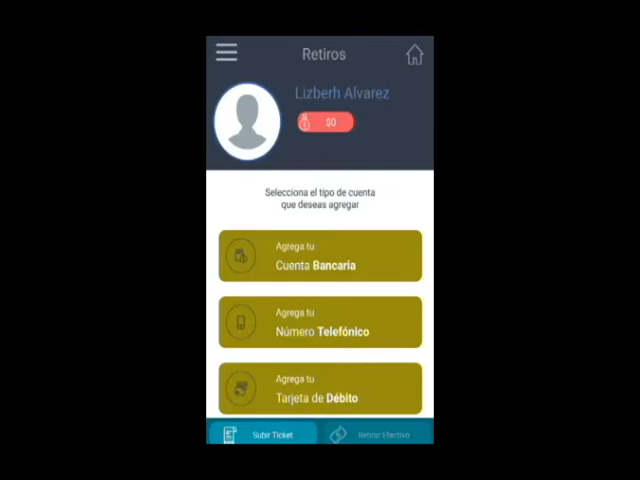 Retiros
Lizberh Alvarez
$0
Selecciona el tipo de cuenta
que deseas agregar
Agrega tu
Cuenta Bancaria
Agrega tu
Número Telefónico
Agrega tu
Tarjeta de Débito
Subir Ticket
Retirar Efectivo